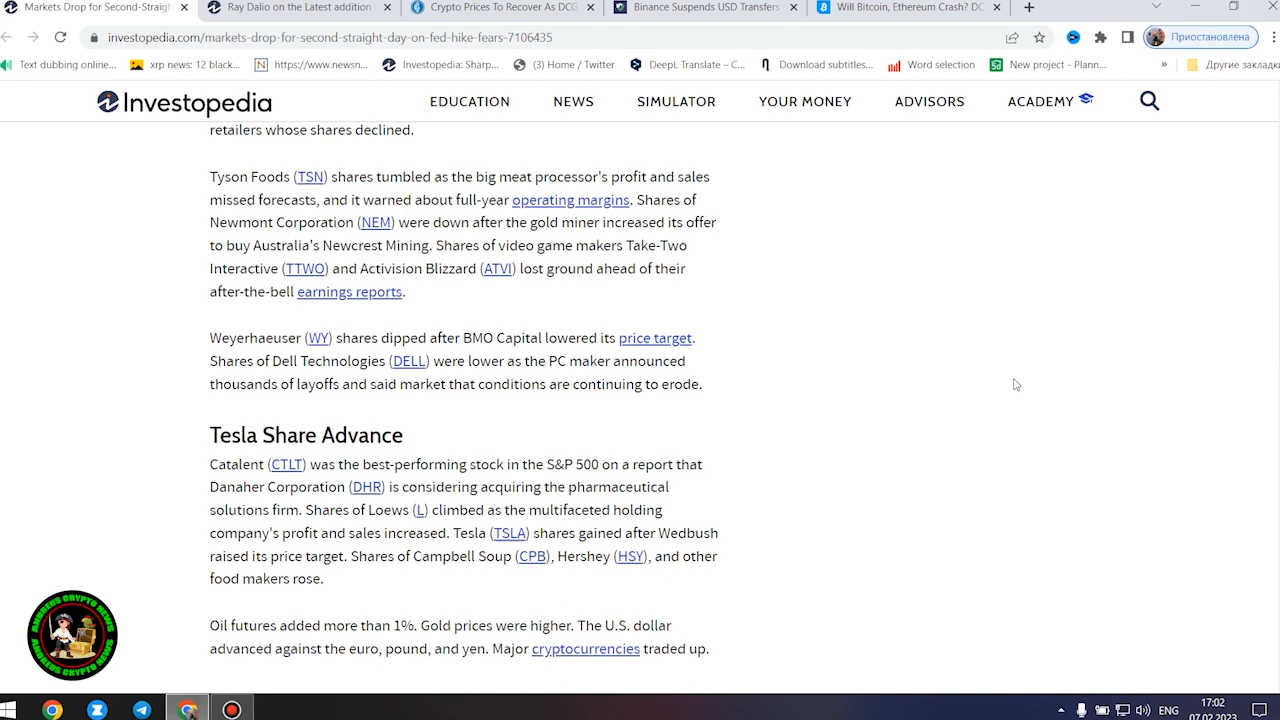 Markets Drop for Second-Straigh
Ray Dalio on the Latest addition
Crypto Prices To Recover As DCG
Binance Suspends USD Transfers
Will Bitcoin, Ethereum Crash? DC
investopedia.com/markets-drop-for-second-straight-day-on-fed-hike-fears-7106435
Приостановлена
Text dubbing online...
xrp news: 12 black...
https://www.newsn...
Investopedia: Sharp...
(3) Home / Twitter
DeepL Translate – C...
Download subtitles...
Word selection
New project - Plann...
»
Другие закладки
Investopedia
EDUCATION
NEWS
SIMULATOR
YOUR MONEY
ADVISORS
ACADEMY
retailers whose shares declined.
Tyson Foods (TSN) shares tumbled as the big meat processor's profit and sales
missed forecasts, and it warned about full-year operating margins. Shares of
Newmont Corporation (NEM) were down after the gold miner increased its offer
to buy Australia's Newcrest Mining. Shares of video game makers Take-Two
Interactive (TTWO) and Activision Blizzard (ATVI) lost ground ahead of their
after-the-bell earnings reports.
Weyerhaeuser (WY) shares dipped after BMO Capital lowered its price target.
Shares of Dell Technologies (DELL) were lower as the PC maker announced
thousands of layoffs and said market that conditions are continuing to erode.
Tesla Share Advance
Catalent (CTLT) was the best-performing stock in the S&P 500 on a report that
Danaher Corporation (DHR) is considering acquiring the pharmaceutical
solutions firm. Shares of Loews (L) climbed as the multifaceted holding
company's profit and sales increased. Tesla (TSLA) shares gained after Wedbush
raised its price target. Shares of Campbell Soup (CPB), Hershey (HSY), and other
food makers rose.
Oil futures added more than 1%. Gold prices were higher. The U.S. dollar
advanced against the euro, pound, and yen. Major cryptocurrencies traded up.
ANDREUS CRYPTO NEWS
ANDREUS CRYPTO NEWS
ENG
17:02
07.02.2023